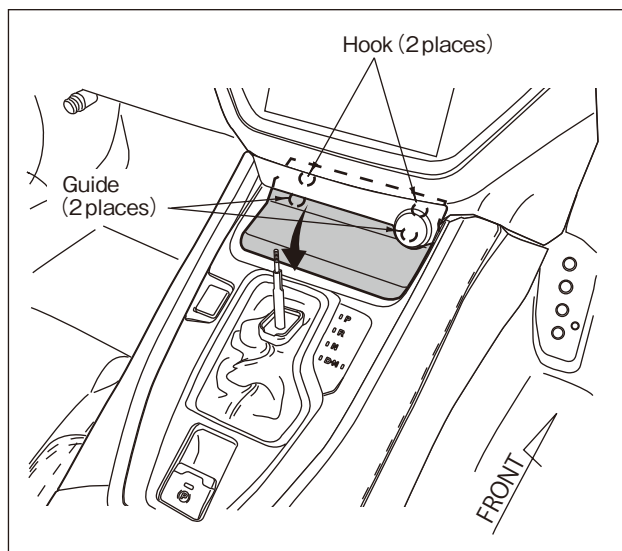 Hook (2 places)
Guide
(2 places)
P
R
N
D•M
P
FRONT